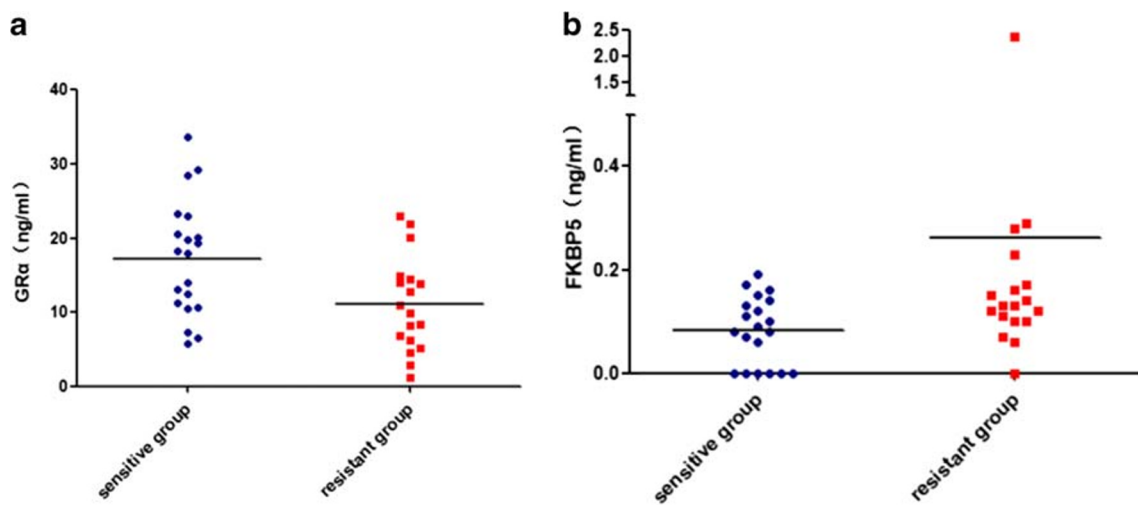 a
GRα（ng/ml）
40
30
20
10
0
sensitive group
resistant group
b
FKBP5（ng/ml）
2.5
2.0
1.5
0.4
0.2
0.0
sensitive group
resistant group